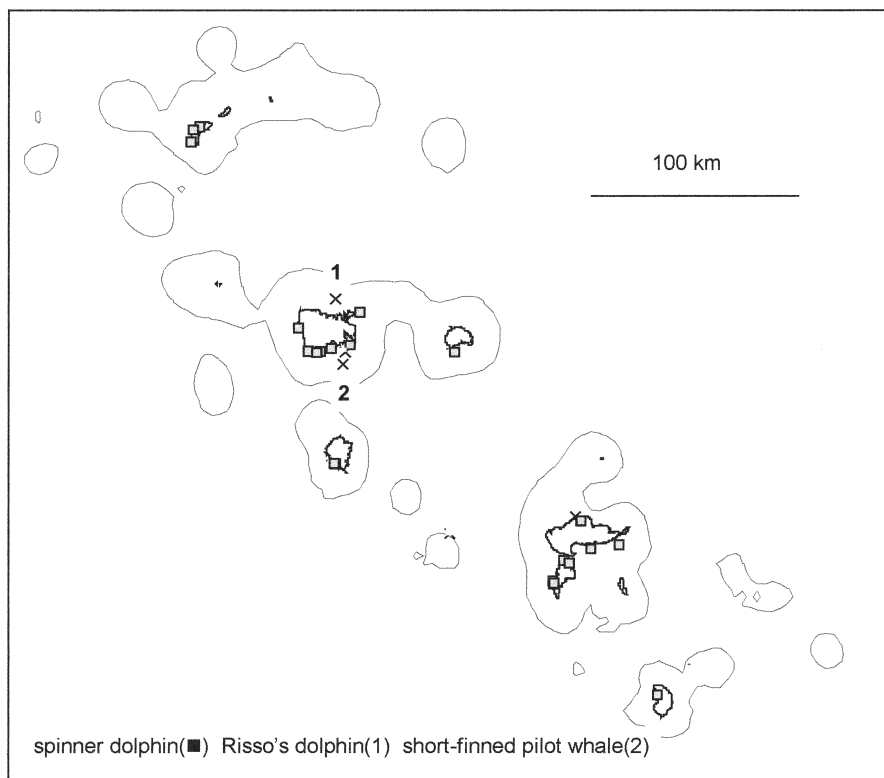 100 km
1
2
spinner dolphin(■) Risso's dolphin(1) short-finned pilot whale(2)